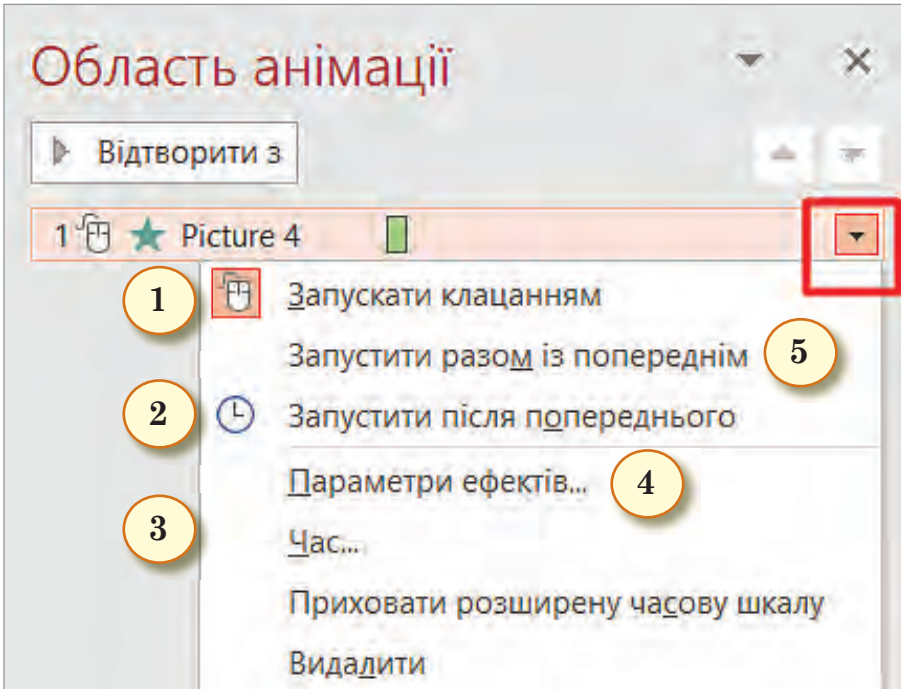 Область анімації
Відтворити з
1 Picture 4
1 Запускати клацанням
Запустити разом із попереднім 5
2 Запустити після попереднього
Параметри ефектів... 4
3 Час...
Приховати розширену часову шкалу
Видалити